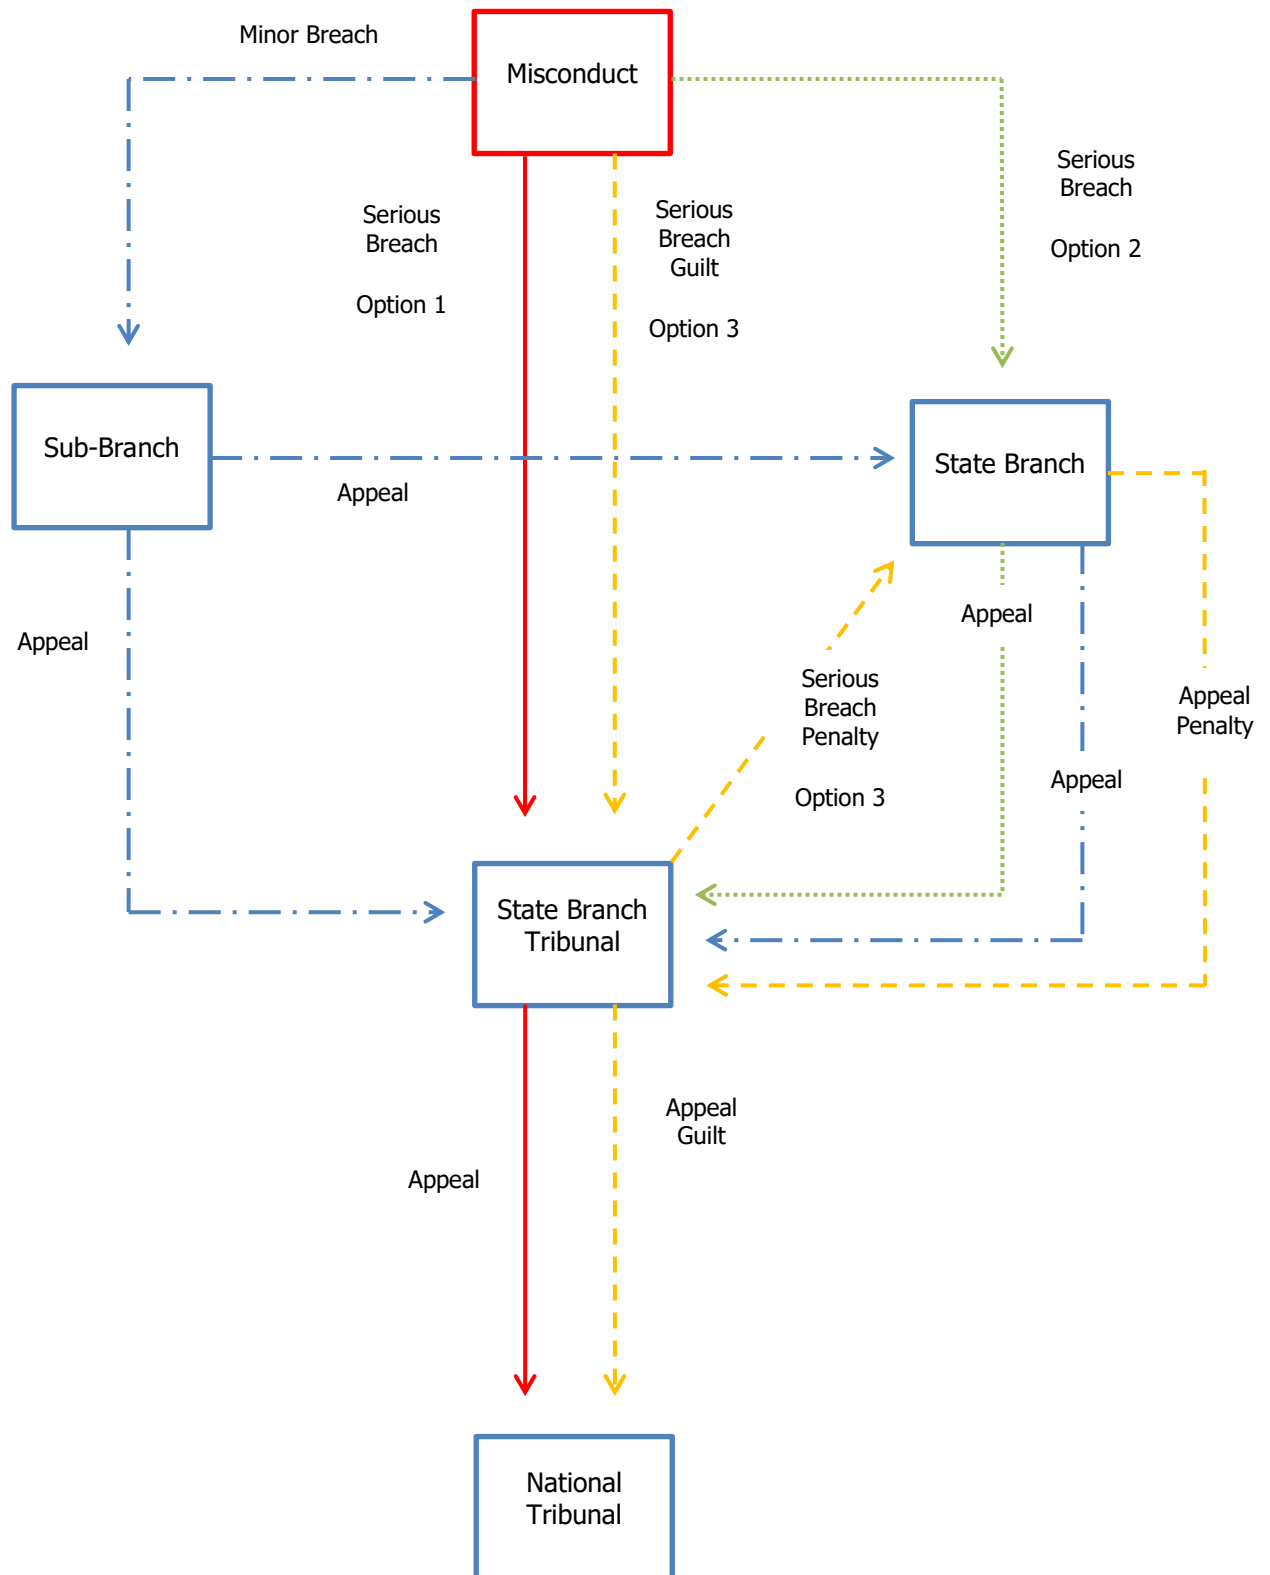 Minor Breach
Misconduct
Serious
Breach
Option 2
Serious
Breach
Option 1
Serious
Breach
Guilt
Option 3
Sub-Branch
State Branch
Appeal
Appeal
Appeal
Serious
Breach
Penalty
Option 3
Appeal
Penalty
Appeal
State Branch
Tribunal
Appeal
Guilt
Appeal
National
Tribunal